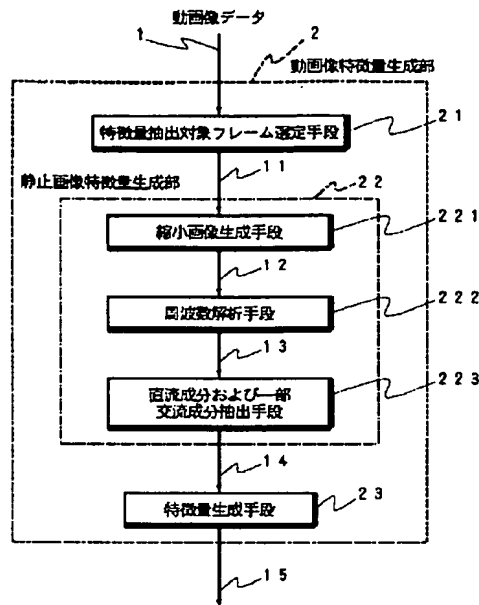 動画像データ
1
2
動画像特徴量生成部
特徴量抽出対象フレーム選定手段
21
11
静止画像特徴量生成部
22
縮小画像生成手段
221
12
周波数解析手段
222
13
直流成分および一部
交流成分抽出手段
223
14
特徴量生成手段
23
15